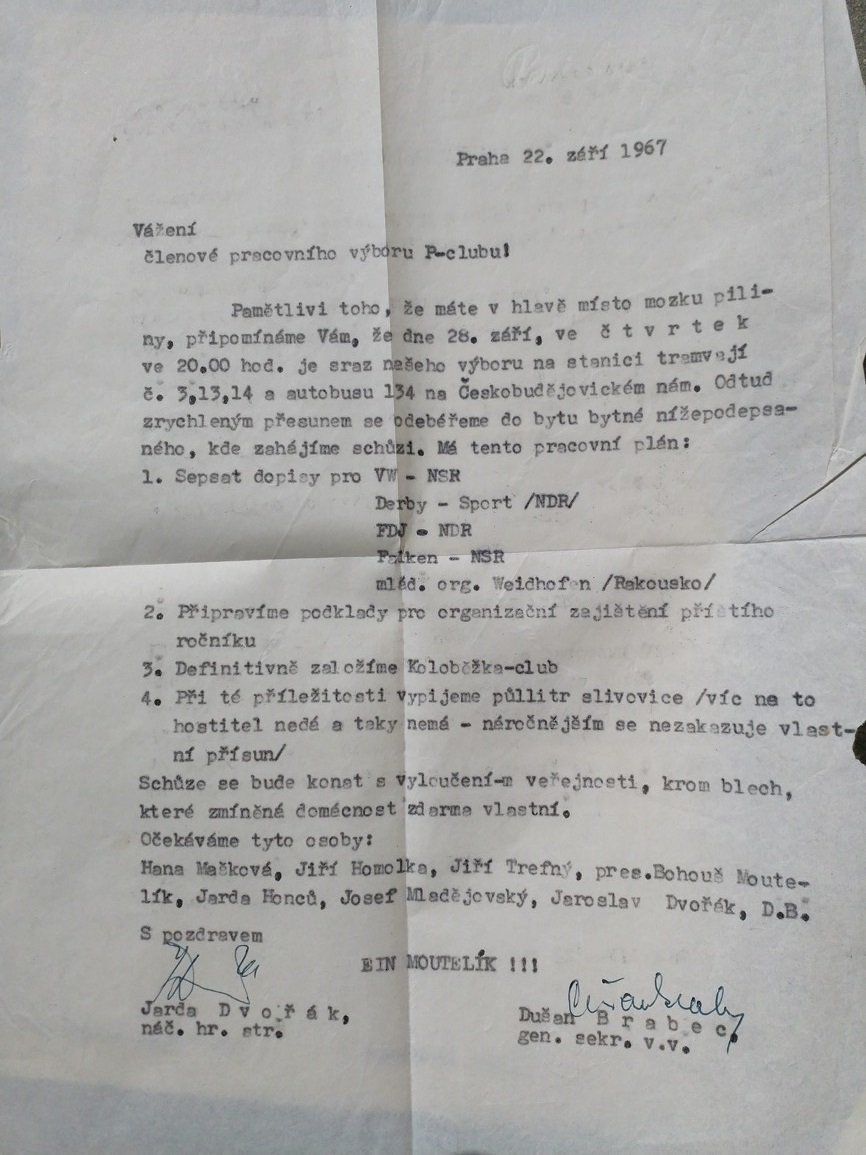 Praha 22. září 1967
Vážení
členové pracovního výboru P-clubu!
Pamětlivi toho, že máte v hlavě místo mozku pili-
ny, připomínáme Vám, že dne 28. září, ve č t v r t e k
ve 20.00 hod. je sraz našeho výboru na stanici tramvají
č. 3,13,14 a autobusu 134 na Českobudějovickém nám. Odtud
zrychleným přesunem se odebéřeme do bytu bytné nížepodepsa-
ného, kde zahájíme schůzi. Má tento pracovní plán:
1. Sepsat dopisy pro VW - NSR
Derby - Sport /NDR/
FDJ - NDR
Falken - NSR
mlád. org. Weidhofen /Rakousko/
2. Připravíme podklady pro organizační zajištění příštího
ročníku
3. Definitivně založíme Koloběžka-club
4. Při té příležitosti vypijeme půllitr slivovice /víc na to
hostitel nedá a taky nemá - náročnějším se nezakazuje vlast-
ní přísun/
Schůze se bude konat s vyloučení-m veřejnosti, krom blech,
které zmíněná domácnost zdarma vlastní.
Očekáváme tyto osoby:
Hana Mašková, Jiří Homolka, Jiří Trefný, pres.Bohouš Moute-
lík, Jarda Honců, Josef Mladějovský, Jaroslav Dvořák, D.B.
S pozdravem
EIN MOUTELÍK !!!
Jarda D v o ř á k,
náč. hr. str.
Dušan B r a b e c.
gen. sekr. v.v.